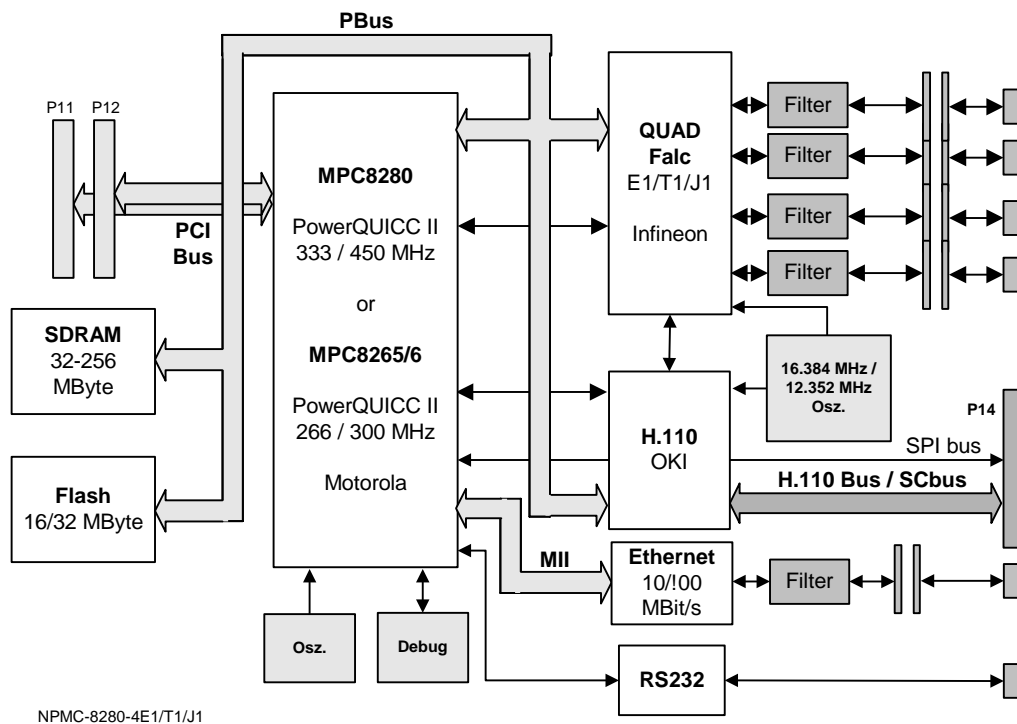 PBus
P11 P12
MPC8280
PowerQUICC II
333 / 450 MHz
or
MPC8265/6
PowerQUICC II
266 / 300 MHz
Motorola
PCI
Bus
SDRAM
32-256
MByte
Flash
16/32 MByte
QUAD
Falc
E1/T1/J1
Infineon
Filter
Filter
Filter
Filter
16.384 MHz /
12.352 MHz
Osz.
H.110
OKI
P14
SPI bus
H.110 Bus / SCbus
MII
Ethernet
10/!00
MBit/s
Filter
Osz.
Debug
RS232
NPMC-8280-4E1/T1/J1